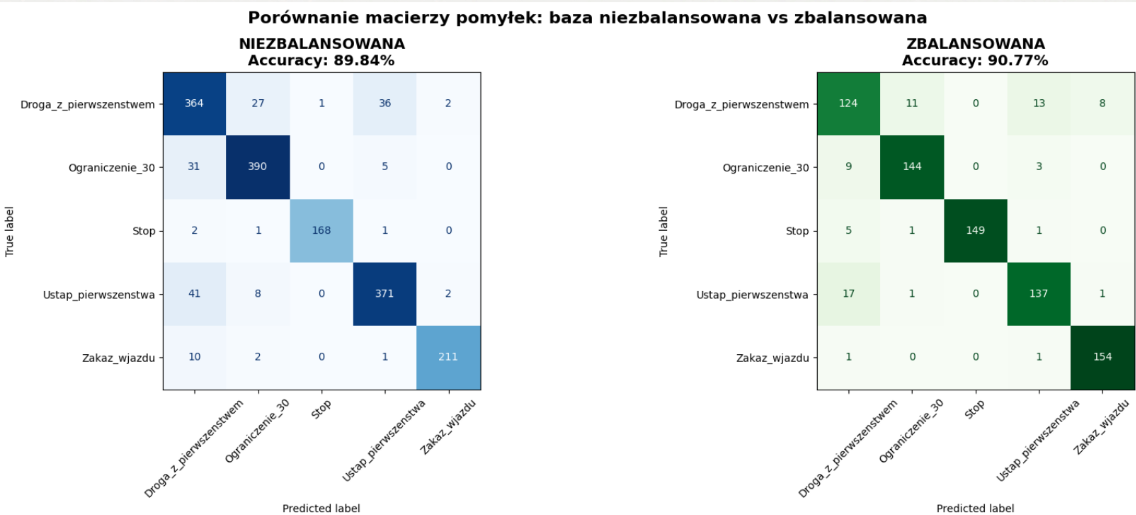 Porównanie macierzy pomyłek: baza niezbalansowana vs zbalansowana
NIEZBALANSOWANA
Accuracy: 89.84%
True label
Droga_z_pierwszenstwem 364 27 1 36 2
Ograniczenie_30 31 390 0 5 0
Stop 2 1 168 1 0
Ustap_pierwszenstwa 41 8 0 371 2
Zakaz_wjazdu 10 2 0 1 211
Droga_z_pierwszenstwem Ograniczenie_30 Stop Ustap_pierwszenstwa Zakaz_wjazdu
Predicted label
ZBALANSOWANA
Accuracy: 90.77%
True label
Droga_z_pierwszenstwem 124 11 0 13 8
Ograniczenie_30 9 144 0 3 0
Stop 5 1 149 1 0
Ustap_pierwszenstwa 17 1 0 137 1
Zakaz_wjazdu 1 0 0 1 154
Droga_z_pierwszenstwem Ograniczenie_30 Stop Ustap_pierwszenstwa Zakaz_wjazdu
Predicted label